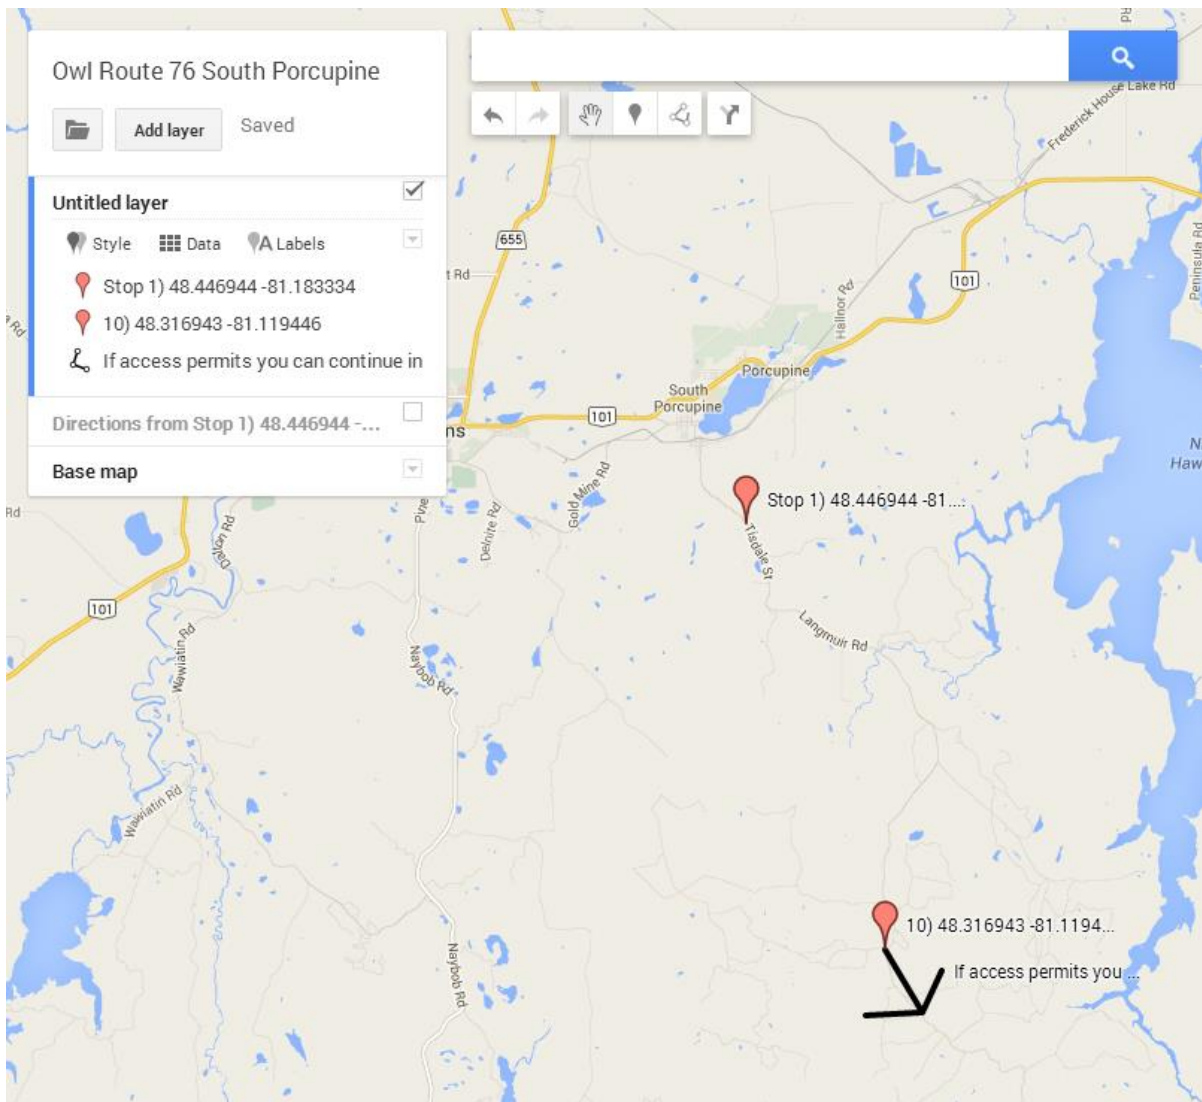 Owl Route 76 South Porcupine
Add layer
Saved
Untitled layer
Style
Data
A Labels
Stop 1) 48.446944 -81.183334
10) 48.316943 -81.119446
If access permits you can continue in
Directions from Stop 1) 48.446944 -...
Base map
Frederick House Lake Rd
655
t Rd
101
Hallnor Rd
Peninsula Rd
Porcupine
South
Porcupine
101
ns
Gold Mine Rd
Delnite Rd
Pine
Rd
Dalton Rd
Stop 1) 48.446944 -81....
Tisdale St
Langmuir Rd
101
Wawiatin Rd
Naybob Rd
Wawiatin Rd
Naybob Rd
10) 48.316943 -81.1194...
If access permits you ...